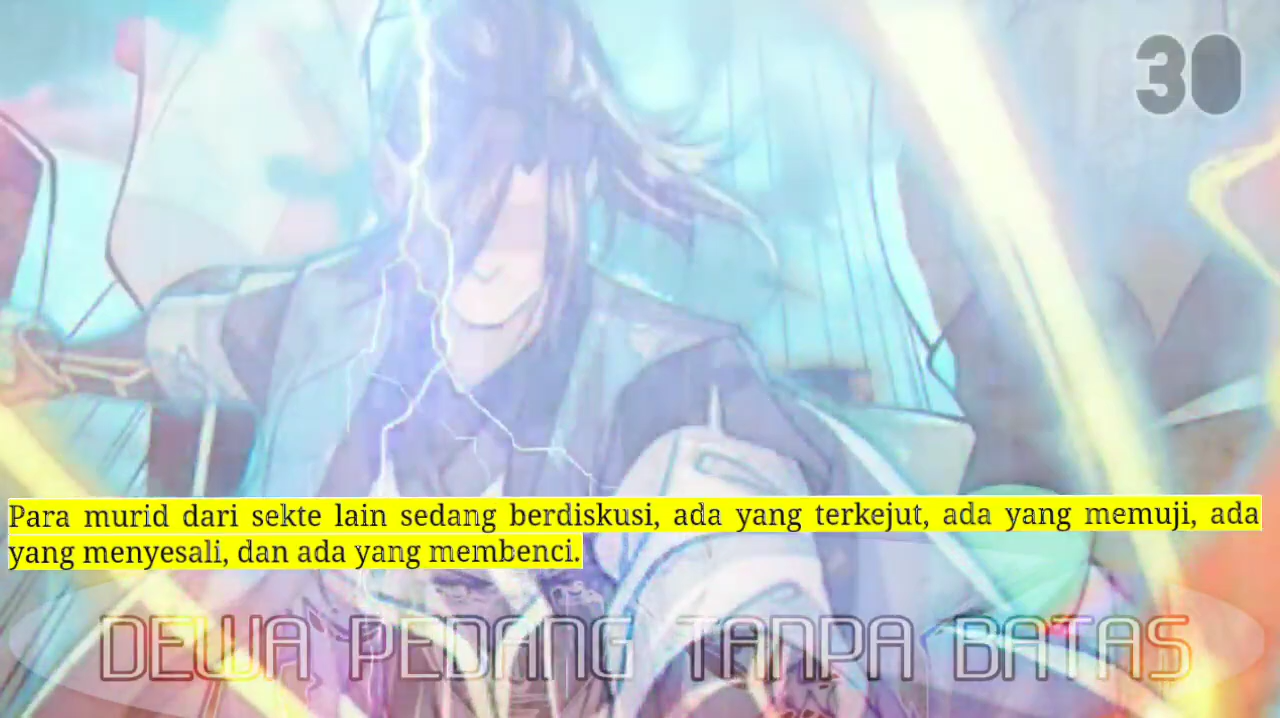 30
Para murid dari sekte lain sedang berdiskusi, ada yang terkejut, ada yang memuji, ada
yang menyesali, dan ada yang membenci.
DEWA PEDANG TANPA BATAS